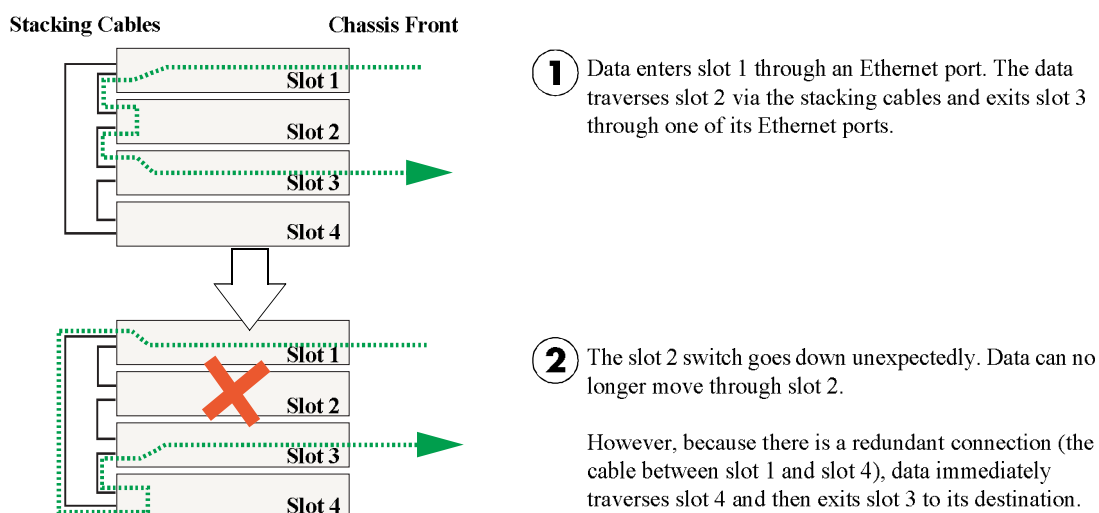 Stacking Cables
Chassis Front
Slot 1
Slot 2
Slot 3
Slot 4
1
Data enters slot 1 through an Ethernet port. The data
traverses slot 2 via the stacking cables and exits slot 3
through one of its Ethernet ports.
Slot 1
Slot 2
Slot 3
Slot 4
2
The slot 2 switch goes down unexpectedly. Data can no
longer move through slot 2.
However, because there is a redundant connection (the
cable between slot 1 and slot 4), data immediately
traverses slot 4 and then exits slot 3 to its destination.